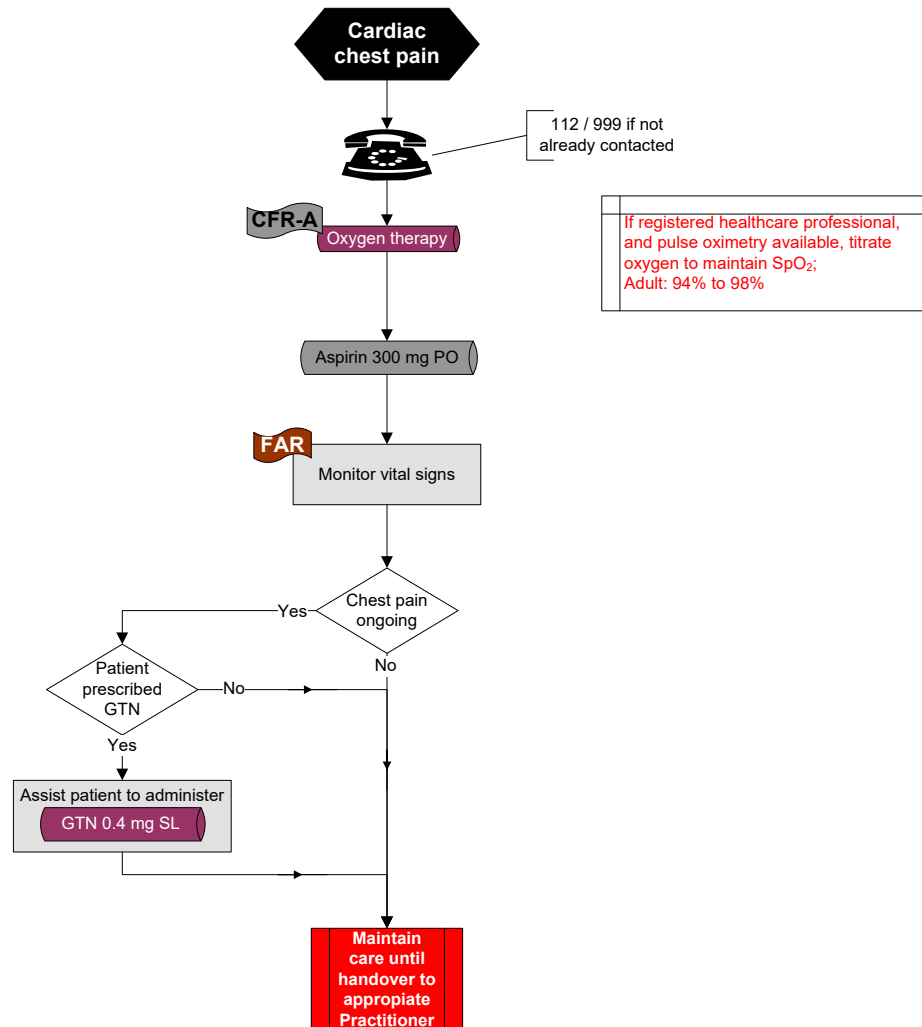 Cardiac
chest pain
112 / 999 if not
already contacted
CFR-A
Oxygen therapy
If registered healthcare professional,
and pulse oximetry available, titrate
oxygen to maintain SpO₂;
Adult: 94% to 98%
Aspirin 300 mg PO
FAR
Monitor vital signs
Chest pain
ongoing
Yes
No
Patient
prescribed
GTN
No
Yes
Assist patient to administer
GTN 0.4 mg SL
Maintain
care until
handover to
appropiate
Practitioner